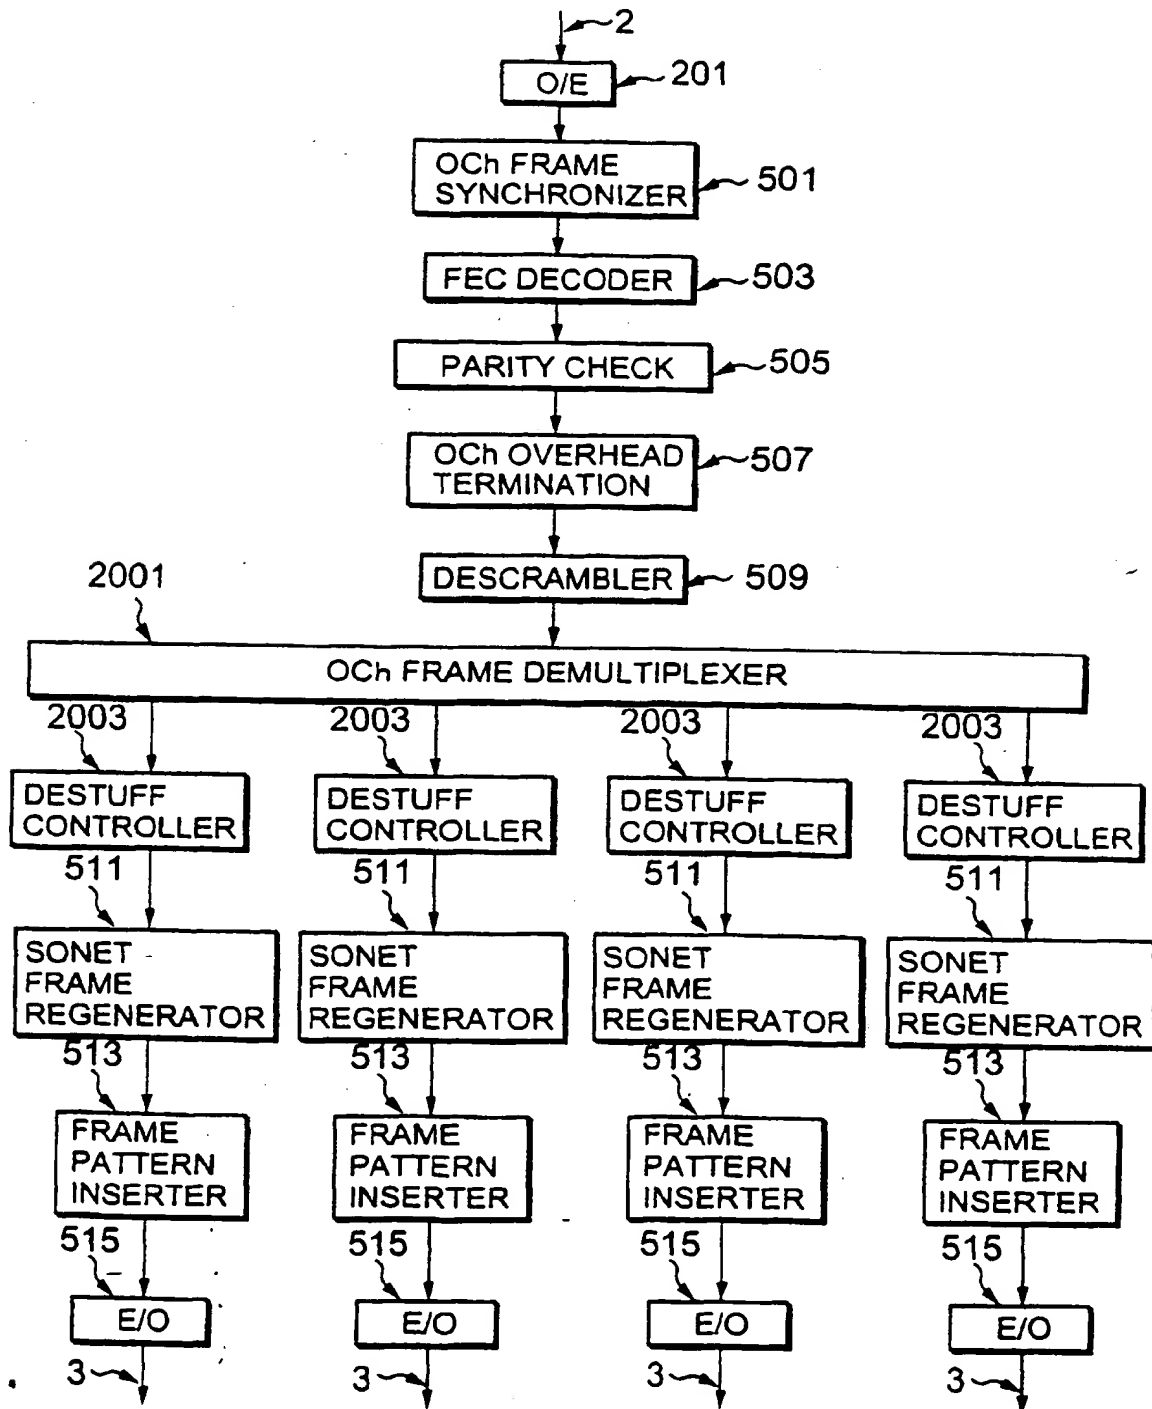 2
O/E
201
OCh FRAME
SYNCHRONIZER
501
FEC DECODER
503
PARITY CHECK
505
OCh OVERHEAD
TERMINATION
507
DESCRAMBLER
509
2001
OCh FRAME DEMULTIPLEXER
2003
2003
2003
2003
DESTUFF
CONTROLLER
DESTUFF
CONTROLLER
DESTUFF
CONTROLLER
DESTUFF
CONTROLLER
511
511
511
511
SONET
FRAME
REGENERATOR
SONET
FRAME
REGENERATOR
SONET
FRAME
REGENERATOR
SONET
FRAME
REGENERATOR
513
513
513
513
FRAME
PATTERN
INSERTER
FRAME
PATTERN
INSERTER
FRAME
PATTERN
INSERTER
FRAME
PATTERN
INSERTER
515
515
515
515
E/O
E/O
E/O
E/O
3
3
3
3